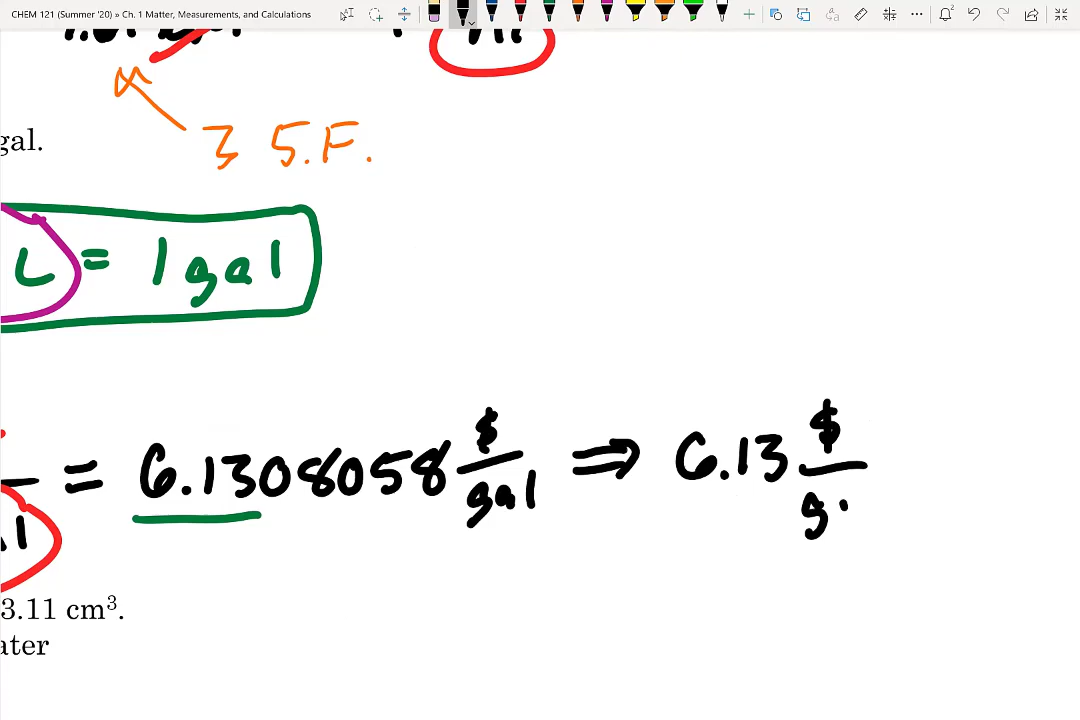 CHEM 121 (Summer '20) » Ch. 1 Matter, Measurements, and Calculations
3 S.F.
gal.
L = 1 gal
= 6.1308058 $/gal ⇒ 6.13 $/g
3.11 cm³.
ater